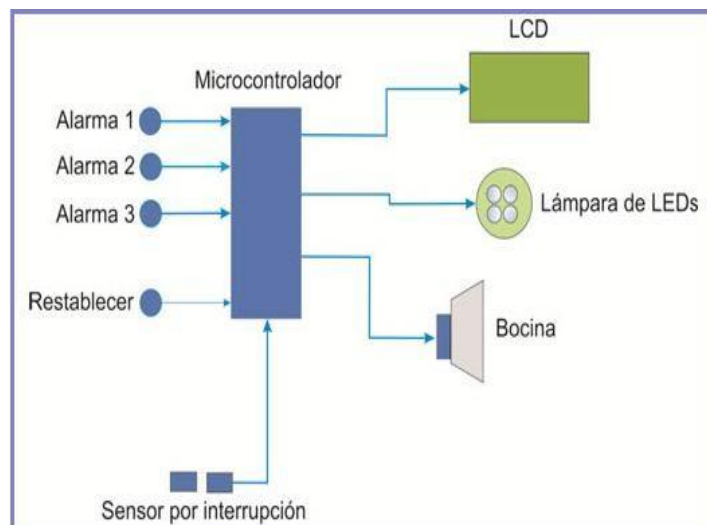 LCD
Microcontrolador
Alarma 1
Alarma 2
Alarma 3
Lámpara de LEDs
Restablecer
Bocina
Sensor por interrupción